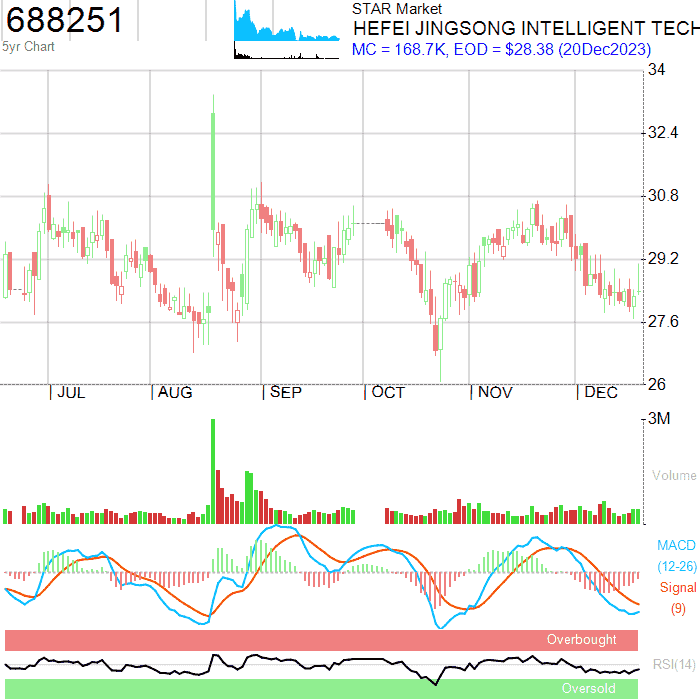 688251
5yr Chart
STAR Market
HEFEI JINGSONG INTELLIGENT TECH
MC = 168.7K, EOD = $28.38 (20Dec2023)
34
32.4
30.8
29.2
27.6
26
JUL AUG SEP OCT NOV DEC
3M
Volume
MACD
(12-26)
Signal
(9)
Overbought
RSI(14)
Oversold